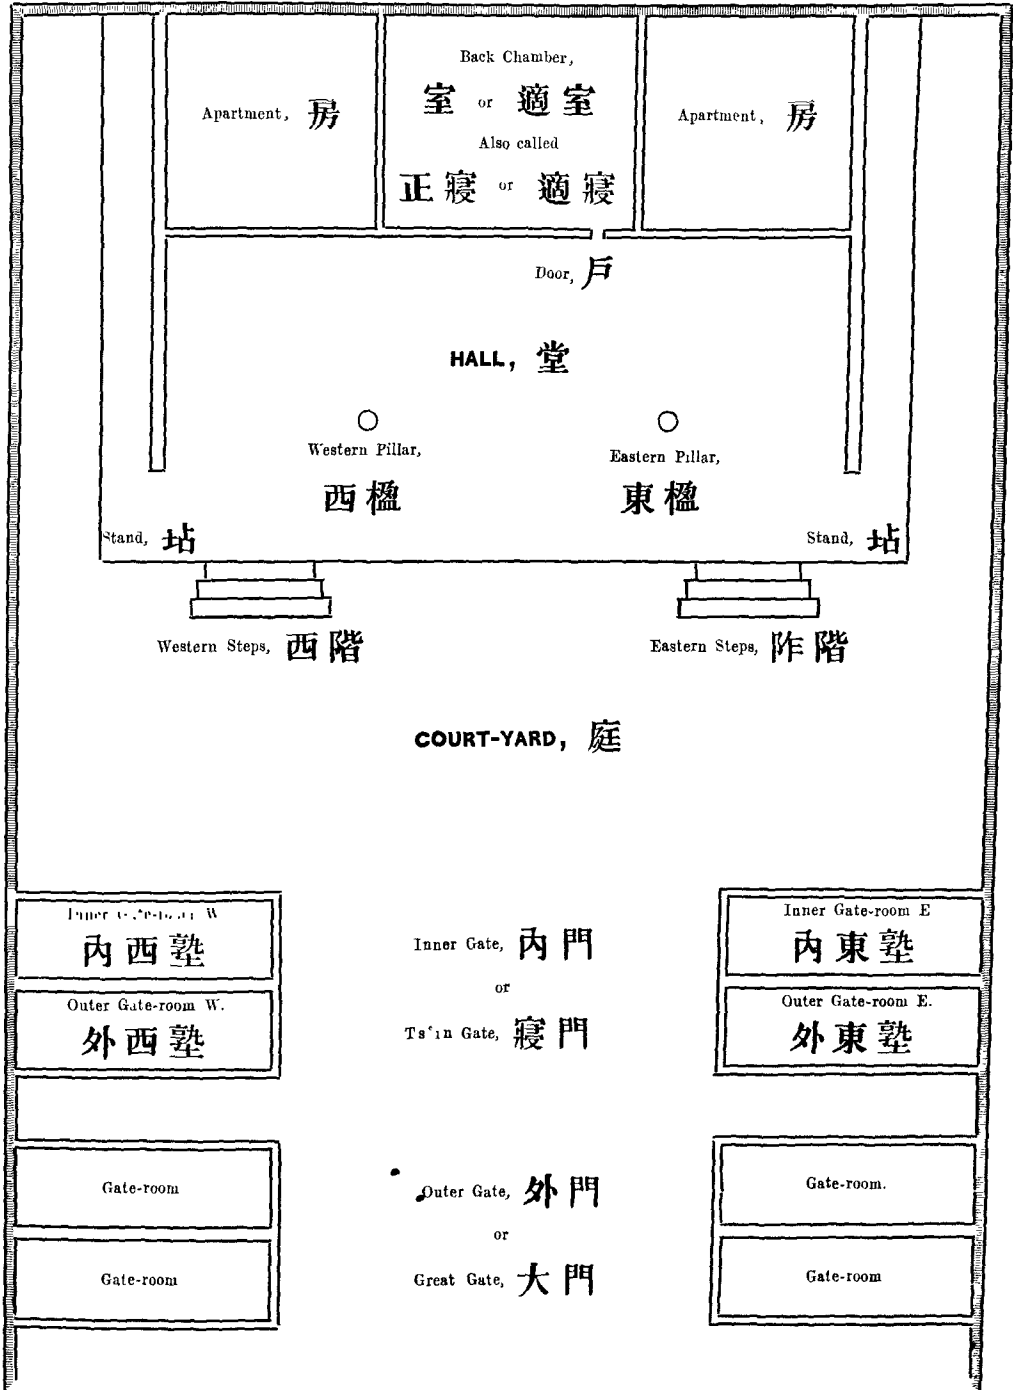 Back Chamber,
室 or 適室
Also called
正寢 or 適寢
Apartment, 房
Apartment, 房
Door, 戶
HALL, 堂
Western Pillar,
西楹
Eastern Pillar,
東楹
Stand, 坫
Stand, 坫
Western Steps, 西階
Eastern Steps, 阼階
COURT-YARD, 庭
Inner W
內西塾
Inner Gate, 內門
Inner Gate-room E
內東塾
or
Outer Gate-room W.
外西塾
Ts‘in Gate, 寢門
Outer Gate-room E.
外東塾
Gate-room
Outer Gate, 外門
Gate-room.
or
Gate-room
Great Gate, 大門
Gate-room